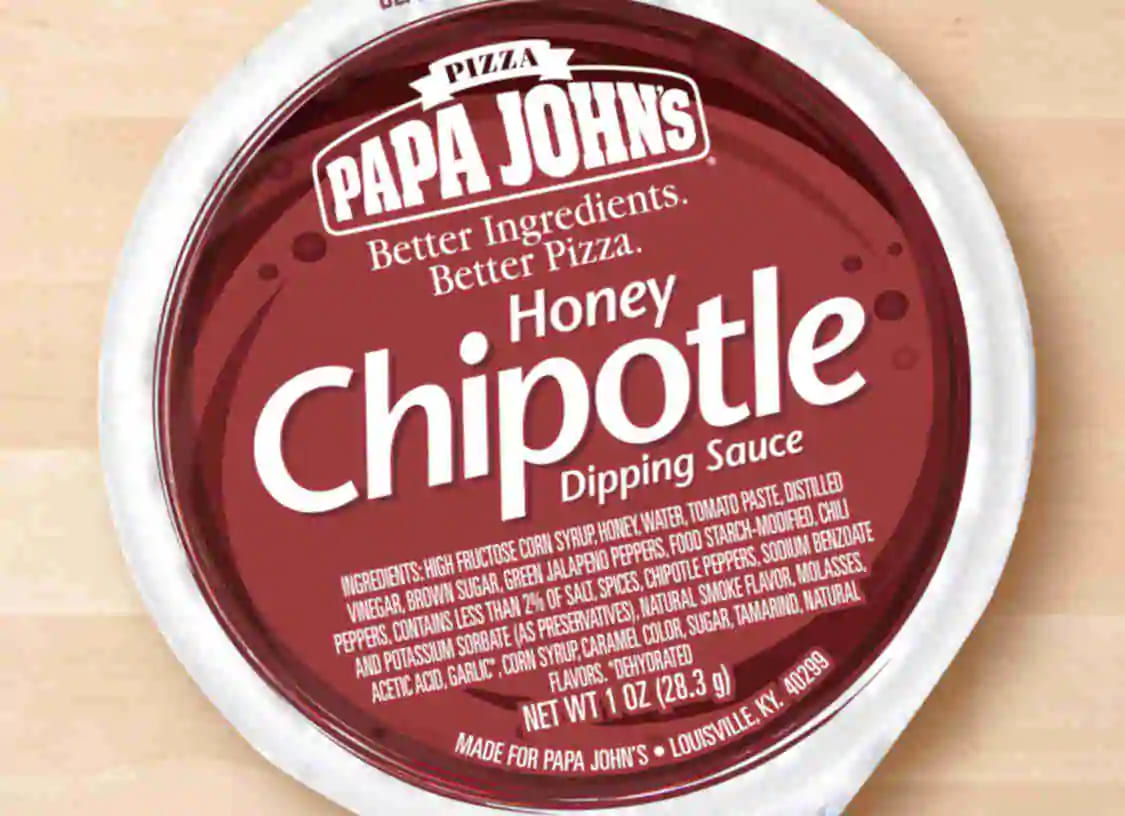 PIZZA
PAPA JOHN'S
Better Ingredients.
Better Pizza.
Honey
Chipotle
Dipping Sauce
INGREDIENTS: HIGH FRUCTOSE CORN SYRUP, HONEY, WATER, TOMATO PASTE, DISTILLED
VINEGAR, BROWN SUGAR, GREEN JALAPENO PEPPERS, FOOD STARCH-MODIFIED, CHILI
PEPPERS, CONTAINS LESS THAN 2% OF SALT, SPICES, CHIPOTLE PEPPERS, SODIUM BENZOATE
AND POTASSIUM SORBATE (AS PRESERVATIVES), NATURAL SMOKE FLAVOR, MOLASSES,
ACETIC ACID, GARLIC*, CORN SYRUP, CARAMEL COLOR, SUGAR, TAMARIND, NATURAL
FLAVORS. *DEHYDRATED
NET WT 1 OZ (28.3 g)
MADE FOR PAPA JOHN'S • LOUISVILLE, KY. 40299